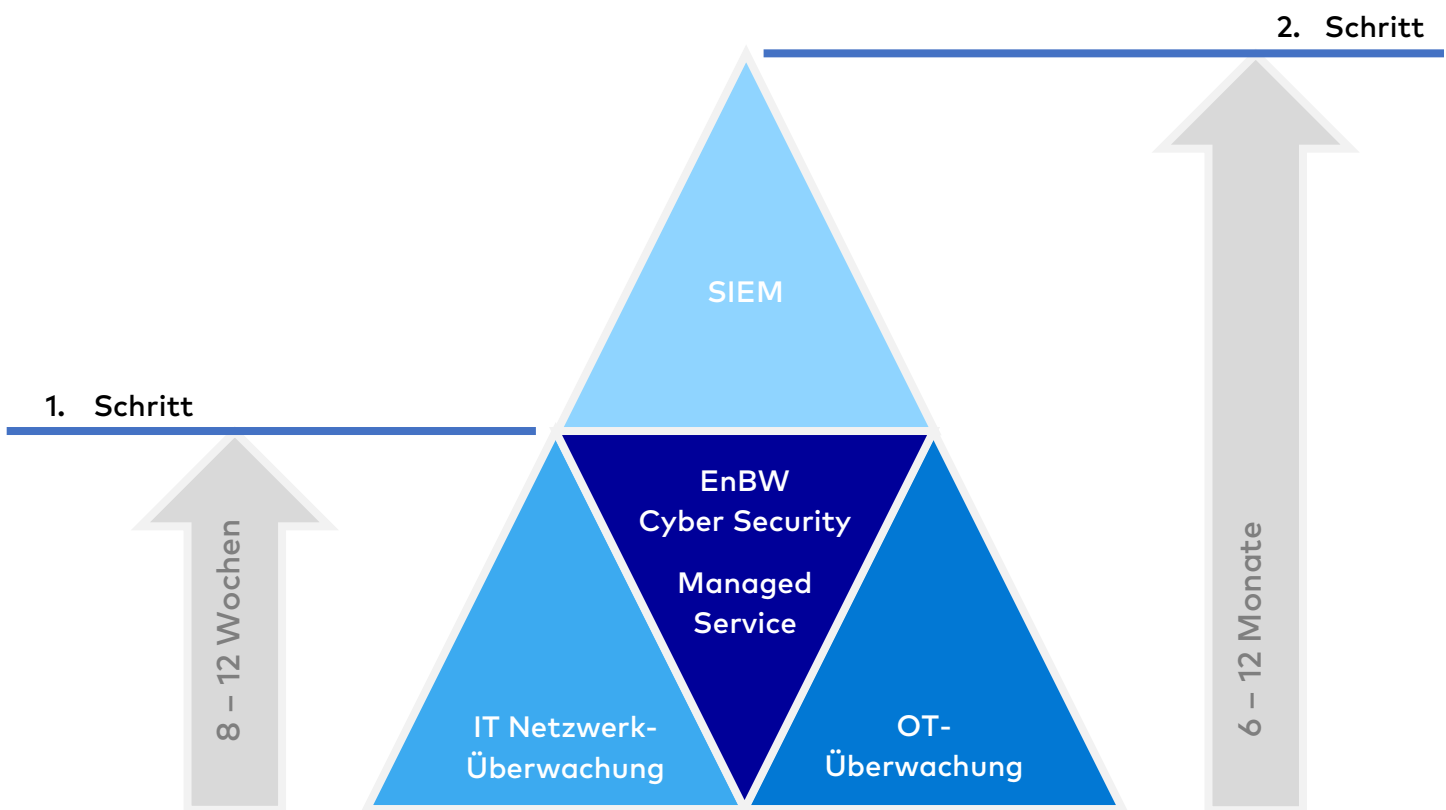 2. Schritt
SIEM
1. Schritt
EnBW
Cyber Security
Managed
Service
8 – 12 Wochen
6 – 12 Monate
IT Netzwerk-
Überwachung
OT-
Überwachung